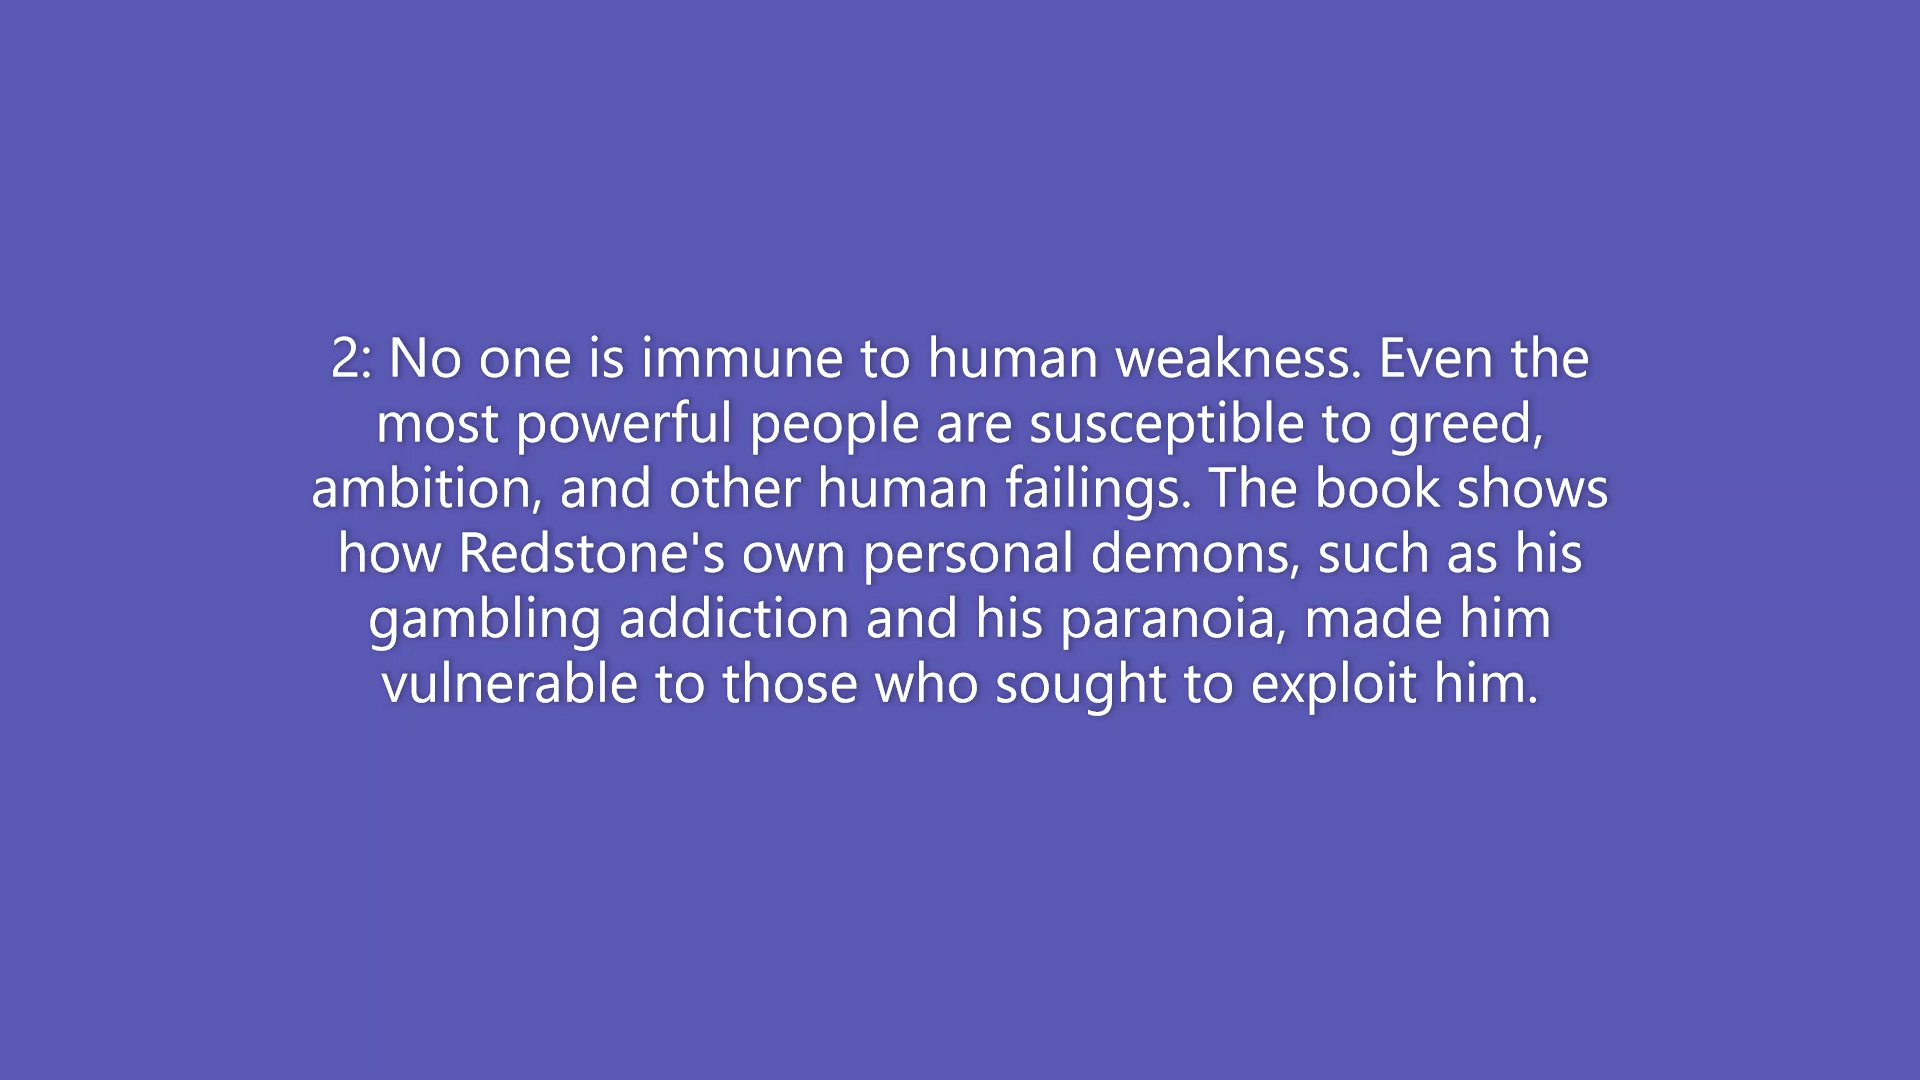 2: No one is immune to human weakness. Even the
most powerful people are susceptible to greed,
ambition, and other human failings. The book shows
how Redstone's own personal demons, such as his
gambling addiction and his paranoia, made him
vulnerable to those who sought to exploit him.